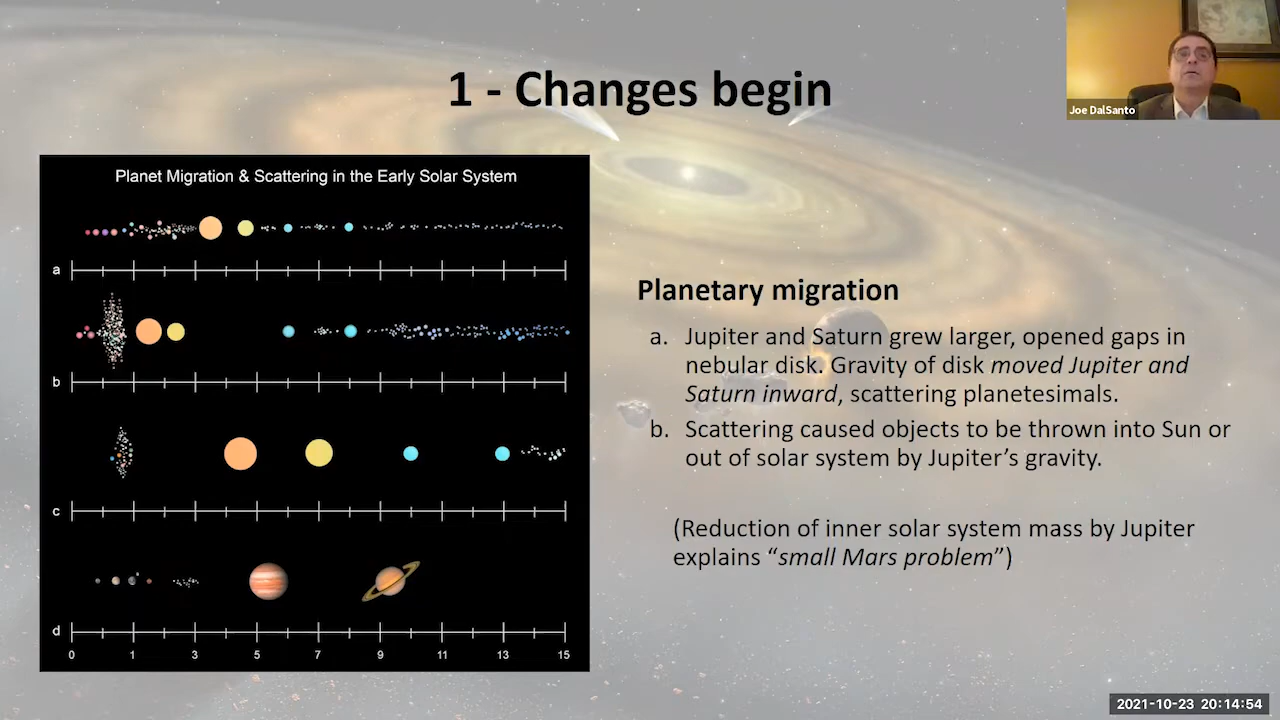 1 - Changes begin
Joe DalSanto
Planet Migration & Scattering in the Early Solar System
a
b
c
d
0 1 3 5 7 9 11 13 15
Planetary migration
a. Jupiter and Saturn grew larger, opened gaps in
nebular disk. Gravity of disk moved Jupiter and
Saturn inward, scattering planetesimals.
b. Scattering caused objects to be thrown into Sun or
out of solar system by Jupiter’s gravity.
(Reduction of inner solar system mass by Jupiter
explains “small Mars problem”)
2021-10-23 20:14:54